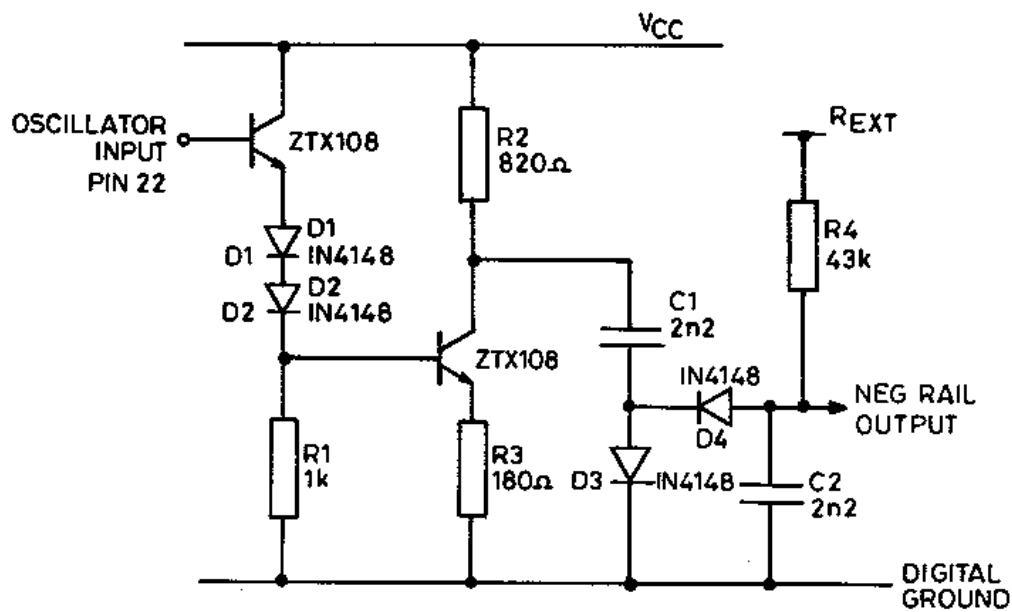 VCC
OSCILLATOR
INPUT
PIN 22
ZTX108
R2
820Ω
REXT
R4
43k
D1
D1
IN4148
D2
D2
IN4148
C1
2n2
ZTX108
IN4148
D4
NEG RAIL
OUTPUT
R1
1k
R3
180Ω
D3
IN4148
C2
2n2
DIGITAL
GROUND